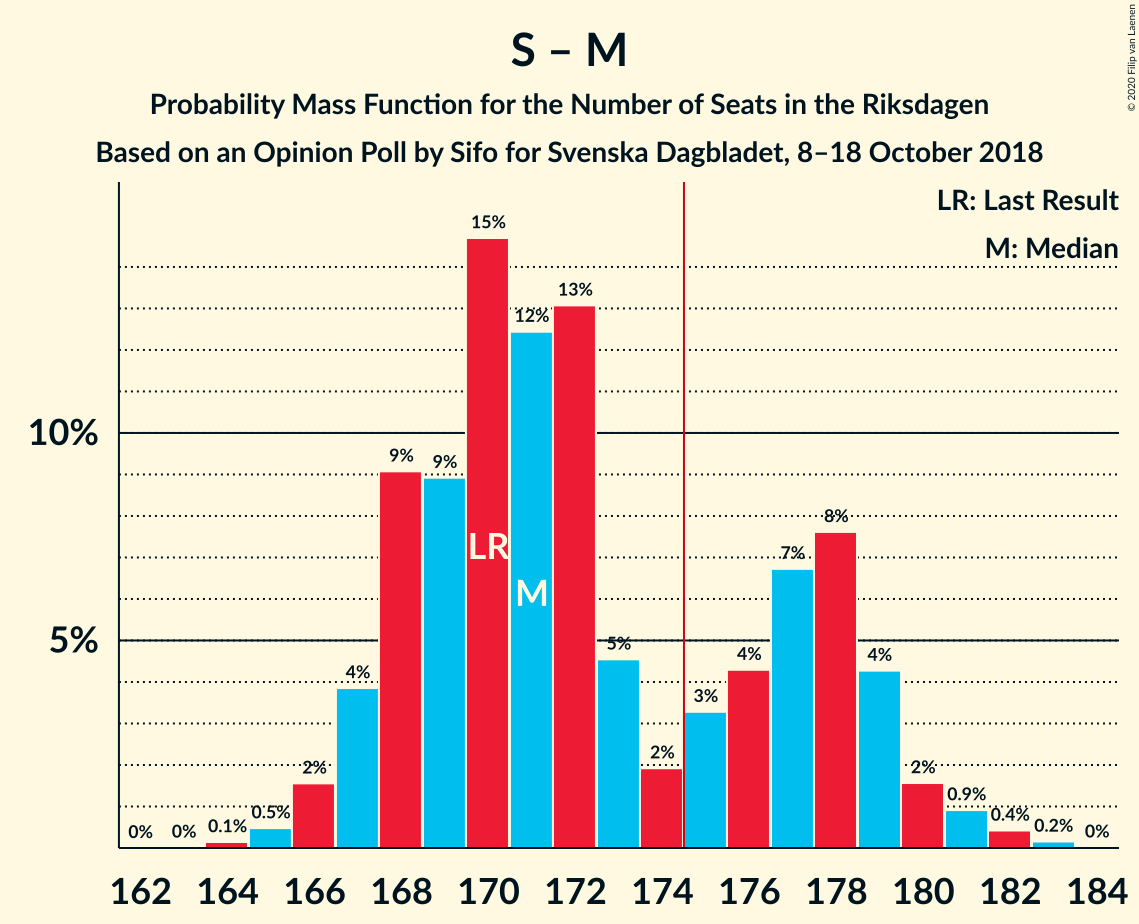 S – M
Probability Mass Function for the Number of Seats in the Riksdagen
Based on an Opinion Poll by Sifo for Svenska Dagbladet, 8–18 October 2018
© 2020 Filip van Laenen
LR: Last Result
M: Median
10%
5%
0%
0%
0.1%
0.5%
2%
4%
9%
9%
15%
12%
13%
5%
2%
3%
4%
7%
8%
4%
2%
0.9%
0.4%
0.2%
0%
LR
M
162 164 166 168 170 172 174 176 178 180 182 184